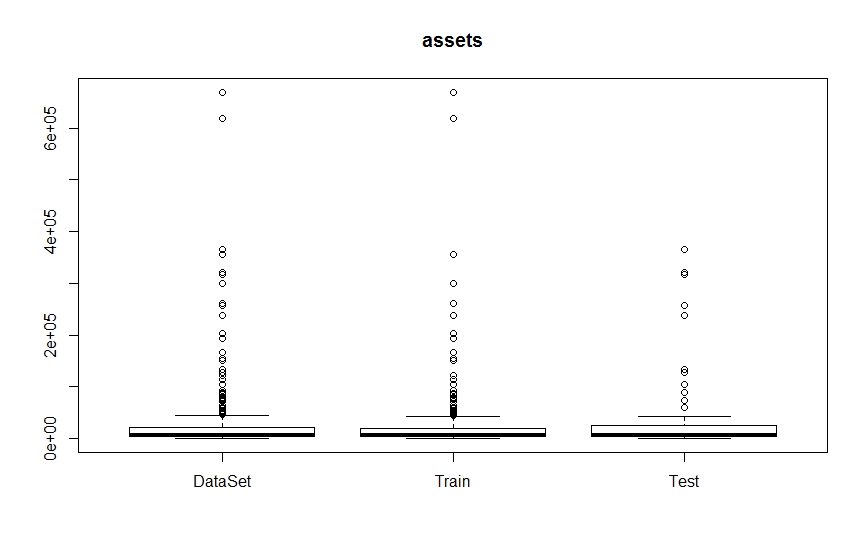 assets
6e+05
4e+05
2e+05
0e+00
DataSet Train Test